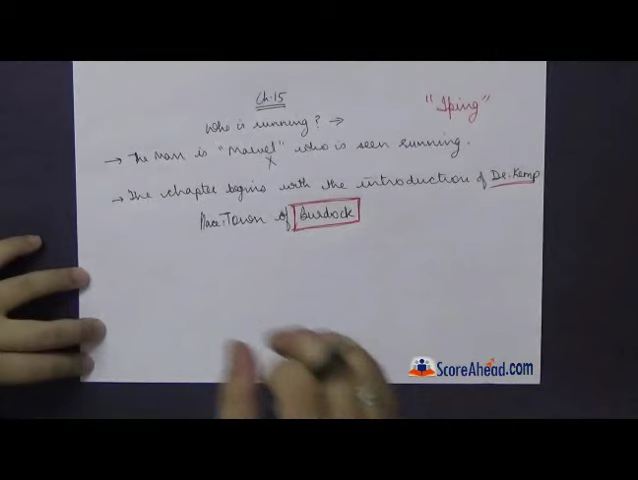 Ch. 15
"Iping"
Who is running? →
→ The Man is "Marvel" who is seen running.
x
→ The chapter begins with the introduction of Dr. Kemp
Place: Town of Burdock
ScoreAhead.com